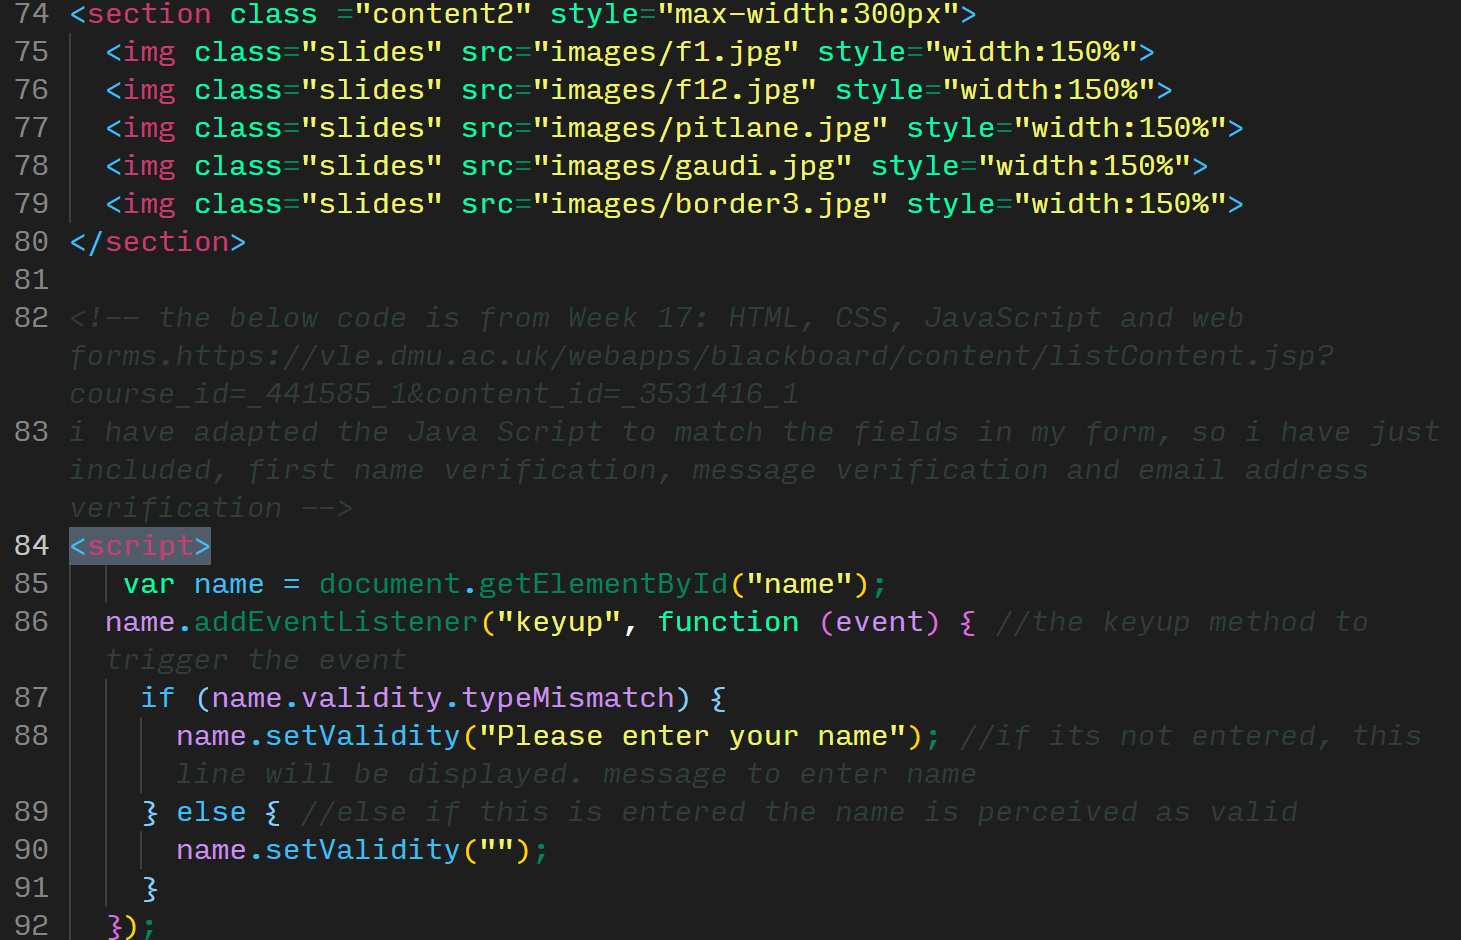 74 <section class ="content2" style="max-width:300px">
75 <img class="slides" src="images/f1.jpg" style="width:150%">
76 <img class="slides" src="images/f12.jpg" style="width:150%">
77 <img class="slides" src="images/pitlane.jpg" style="width:150%">
78 <img class="slides" src="images/gaudi.jpg" style="width:150%">
79 <img class="slides" src="images/border3.jpg" style="width:150%">
80 </section>
81
82 <!-- the below code is from Week 17: HTML, CSS, JavaScript and web
forms.https://vle.dmu.ac.uk/webapps/blackboard/content/listContent.jsp?
course_id=_441585_1&content_id=_3531416_1
83 i have adapted the Java Script to match the fields in my form, so i have just
included, first name verification, message verification and email address
verification -->
84 <script>
85 var name = document.getElementById("name");
86 name.addEventListener("keyup", function (event) { //the keyup method to
trigger the event
87 if (name.validity.typeMismatch) {
88 name.setValidity("Please enter your name"); //if its not entered, this
line will be displayed. message to enter name
89 } else { //else if this is entered the name is perceived as valid
90 name.setValidity("");
91 }
92 });